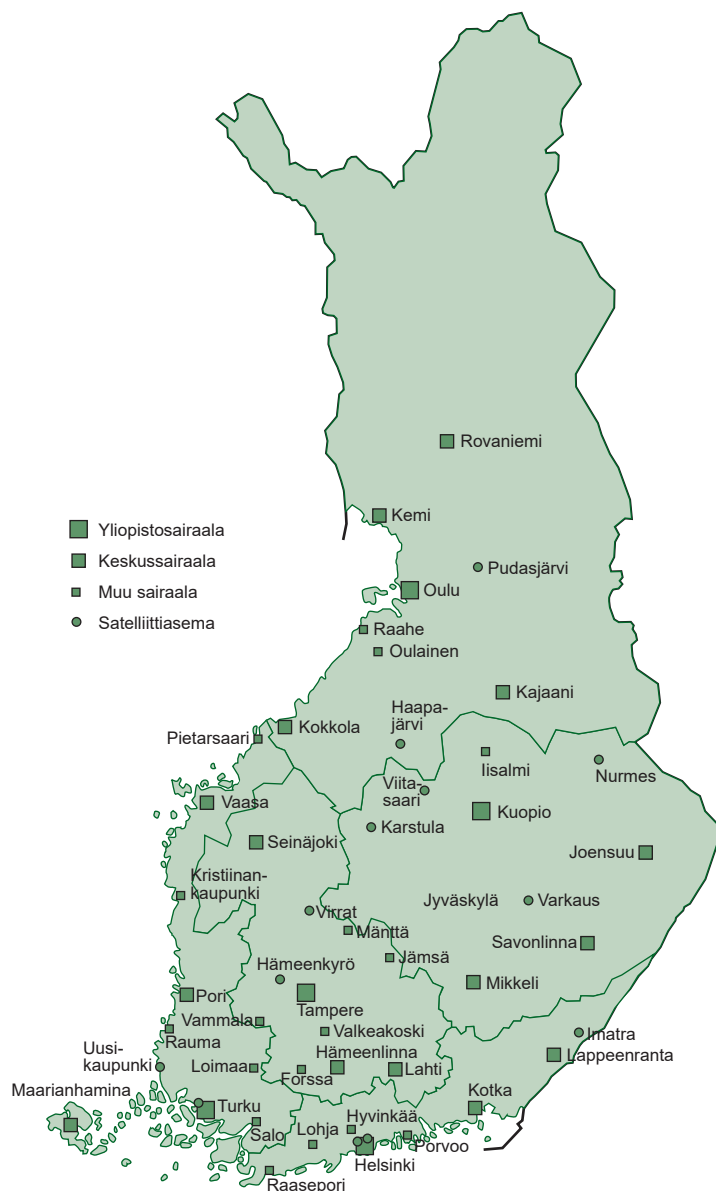 Rovaniemi
Kemi
Yliopistosairaala
Keskussairaala
Muu sairaala
Satelliittiasema
Pudasjärvi
Oulu
Raahe
Oulainen
Kajaani
Haapa-
järvi
Kokkola
Pietarsaari
Iisalmi
Nurmes
Viita-
saari
Vaasa
Kuopio
Karstula
Seinäjoki
Joensuu
Kristiinan-
kaupunki
Jyväskylä
Varkaus
Virrat
Mänttä
Savonlinna
Jämsä
Hämeenkyrö
Mikkeli
Pori
Tampere
Vammala
Valkeakoski
Rauma
Imatra
Uusi-
kaupunki
Loimaa
Hämeenlinna
Forssa
Lahti
Lappeenranta
Maarianhamina
Turku
Kotka
Salo
Lohja
Hyvinkää
Porvoo
Helsinki
Raasepori